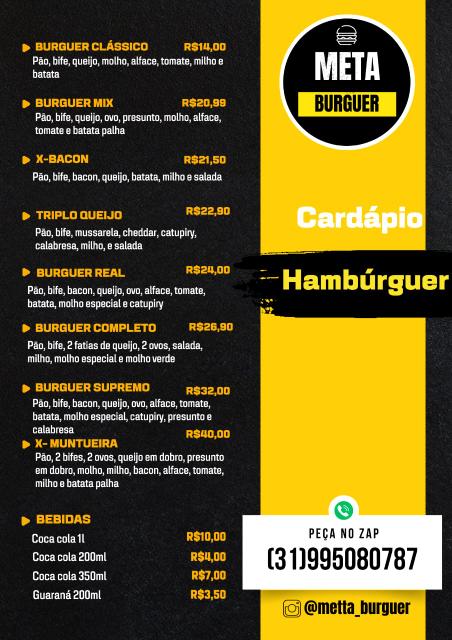 BURGUER CLÁSSICO R$14,00
Pão, bife, queijo, molho, alface, tomate, milho e
batata
BURGUER MIX R$20,99
Pão, bife, queijo, ovo, presunto, molho, alface,
tomate e batata palha
X-BACON R$21,50
Pão, bife, bacon, queijo, batata, milho e salada
TRIPLO QUEIJO R$22,90
Pão, bife, mussarela, cheddar, catupiry,
calabresa, milho, e salada
BURGUER REAL R$24,00
Pão, bife, bacon, queijo, ovo, alface, tomate,
batata, molho especial e catupiry
BURGUER COMPLETO R$26,90
Pão, bife, 2 fatias de queijo, 2 ovos, salada,
milho, molho especial e molho verde
BURGUER SUPREMO R$32,00
Pão, bife, bacon, queijo, ovo, alface, tomate,
batata, molho especial, catupiry, presunto e
calabresa
X- MUNTUEIRA R$40,00
Pão, 2 bifes, 2 ovos, queijo em dobro, presunto
em dobro, molho, milho, bacon, alface, tomate,
milho e batata palha
BEBIDAS
Coca cola 1l R$10,00
Coca cola 200ml R$4,00
Coca cola 350ml R$7,00
Guaraná 200ml R$3,50
META
BURGUER
Cardápio
Hambúrguer
PEÇA NO ZAP
(31)995080787
@metta_burguer